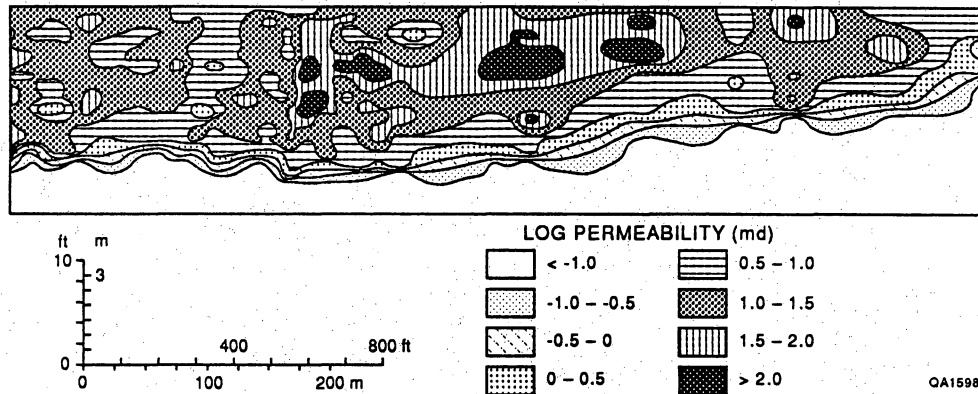 LOG PERMEABILITY (md)
ft m
10 3
0
400 800 ft
0 100 200 m
< -1.0
-1.0 – -0.5
-0.5 – 0
0 – 0.5
0.5 – 1.0
1.0 – 1.5
1.5 – 2.0
> 2.0
QA1598